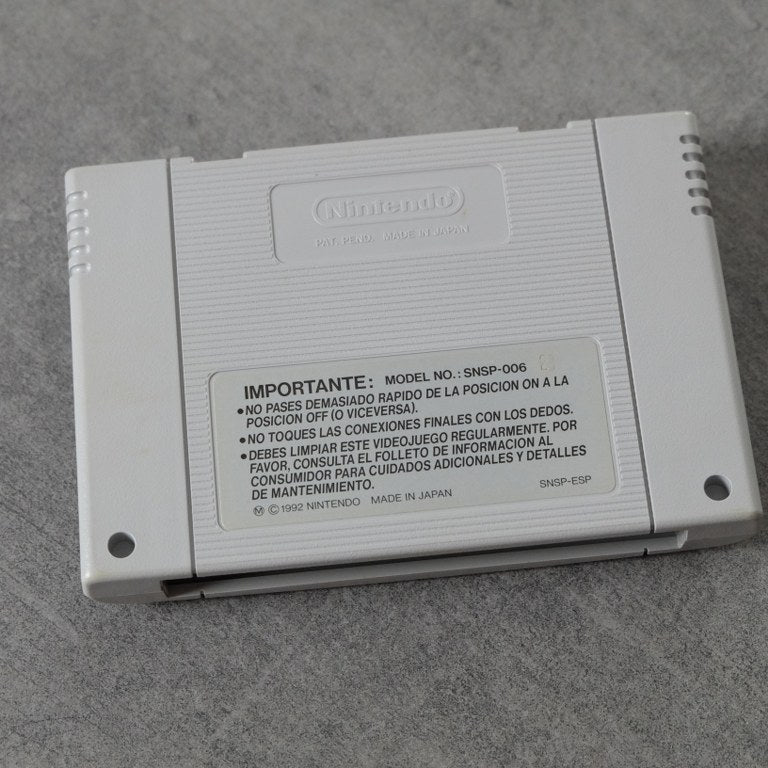 Nintendo®
PAT. PEND. MADE IN JAPAN
IMPORTANTE: MODEL NO.: SNSP-006
•NO PASES DEMASIADO RAPIDO DE LA POSICION ON A LA
POSICION OFF (O VICEVERSA).
•NO TOQUES LAS CONEXIONES FINALES CON LOS DEDOS.
•DEBES LIMPIAR ESTE VIDEOJUEGO REGULARMENTE. POR
FAVOR, CONSULTA EL FOLLETO DE INFORMACION AL
CONSUMIDOR PARA CUIDADOS ADICIONALES Y DETALLES
DE MANTENIMIENTO.
Ⓜ ©1992 NINTENDO MADE IN JAPAN SNSP-ESP